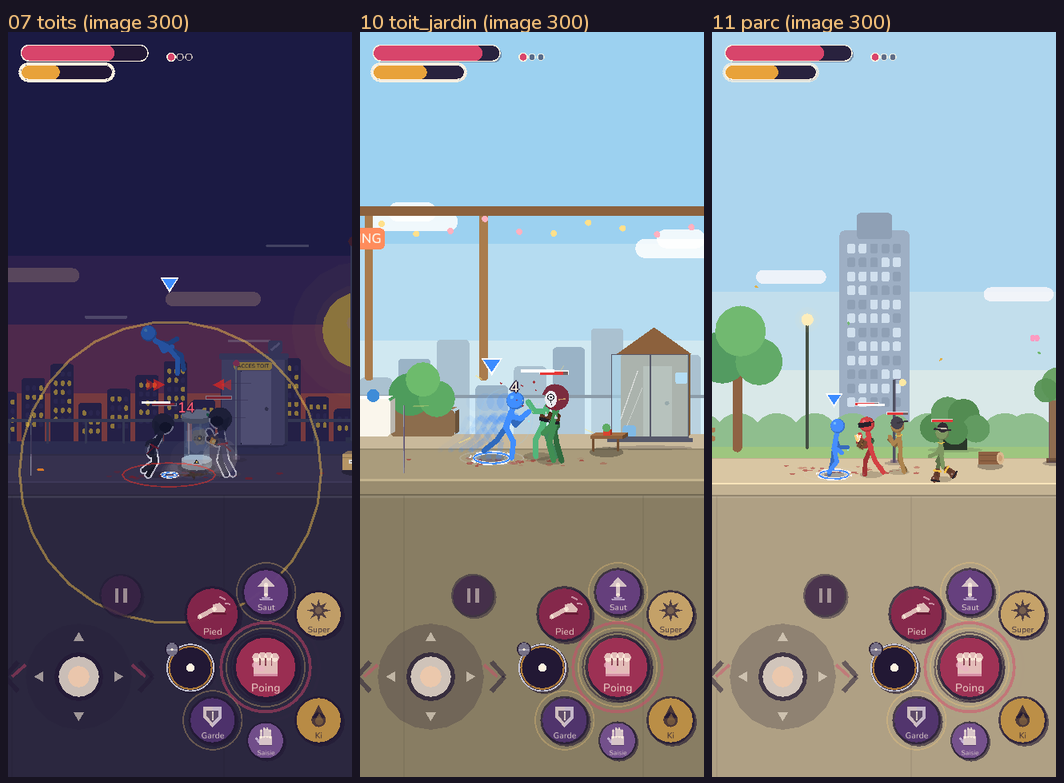 07 toits (image 300)
10 toit_jardin (image 300)
11 parc (image 300)
ACCES TOIT
14
Saut
Pied
Super
Poing
Garde
Saisie
Ki
NG
4
Saut
Pied
Super
Poing
Garde
Saisie
Ki
Saut
Pied
Super
Poing
Garde
Saisie
Ki